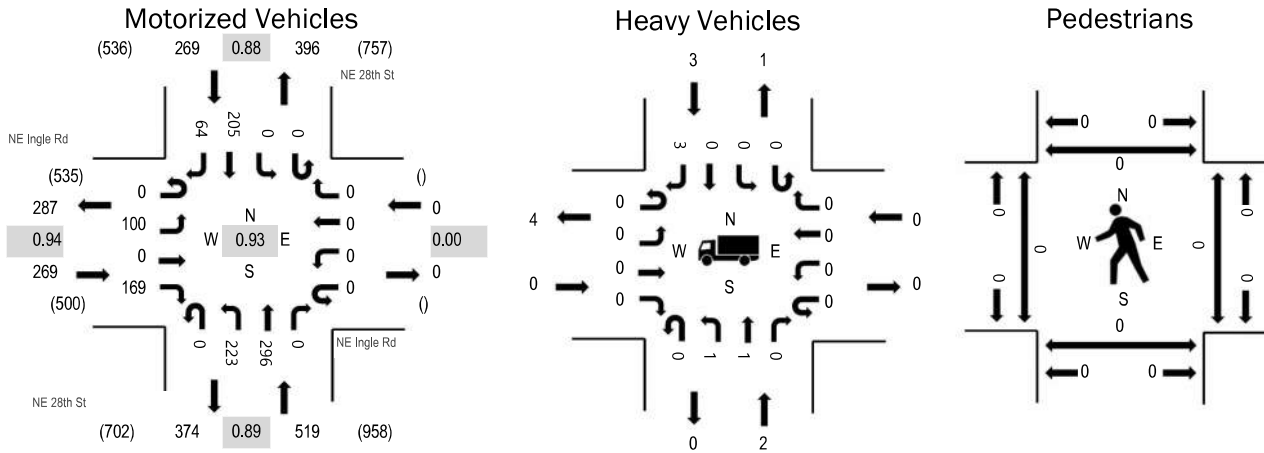 Motorized Vehicles
Heavy Vehicles
Pedestrians
(536) 269 0.88 396 (757)
NE 28th St
64 205 0 0
NE Ingle Rd
(535)
287
0.94
269
(500)
0
100
0
169
N
W 0.93 E
S
0
0
0
0
()
0
0.00
0
()
0 223 296 0
NE Ingle Rd
NE 28th St
(702) 374 0.89 519 (958)
3 1
3 0 0 0
4
0
0
0
0
0
N
W E
S
0
0
0
0
0
0
0 1 1 0
0 2
0 0
0
0
0
0
N
W E
S
0
0
0
0
0
0 0